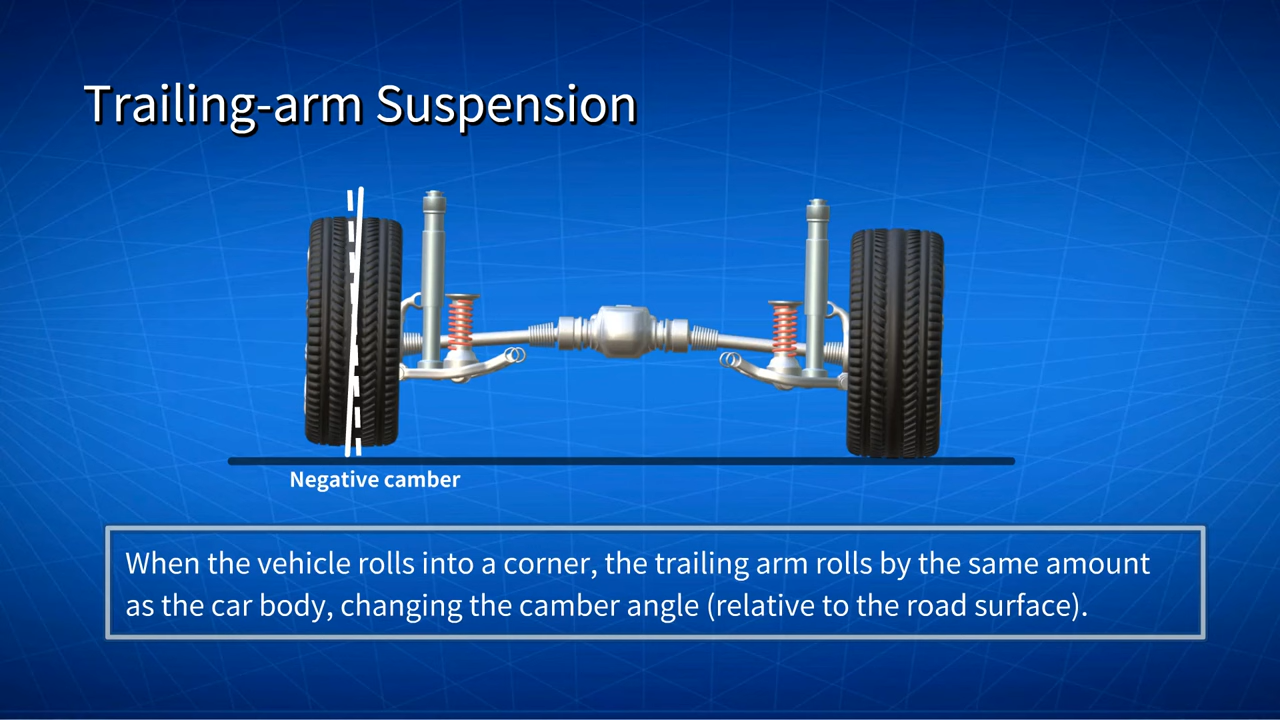 Trailing-arm Suspension
Negative camber
When the vehicle rolls into a corner, the trailing arm rolls by the same amount
as the car body, changing the camber angle (relative to the road surface).